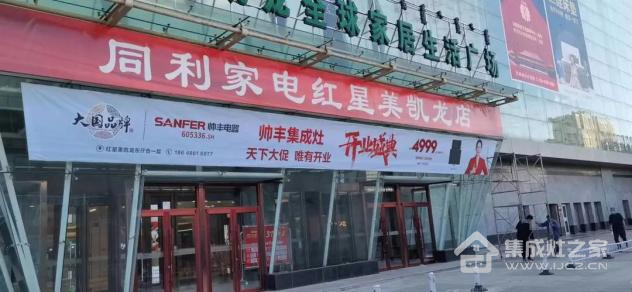 龙全球家居生活广场
同利家电红星美凯龙店
大国品牌
SANFER 帅丰电器
605336.SH
帅丰集成灶
天下大促 唯有开业
开业盛典
4999
集成灶之家
WWW.IJCZ.CN